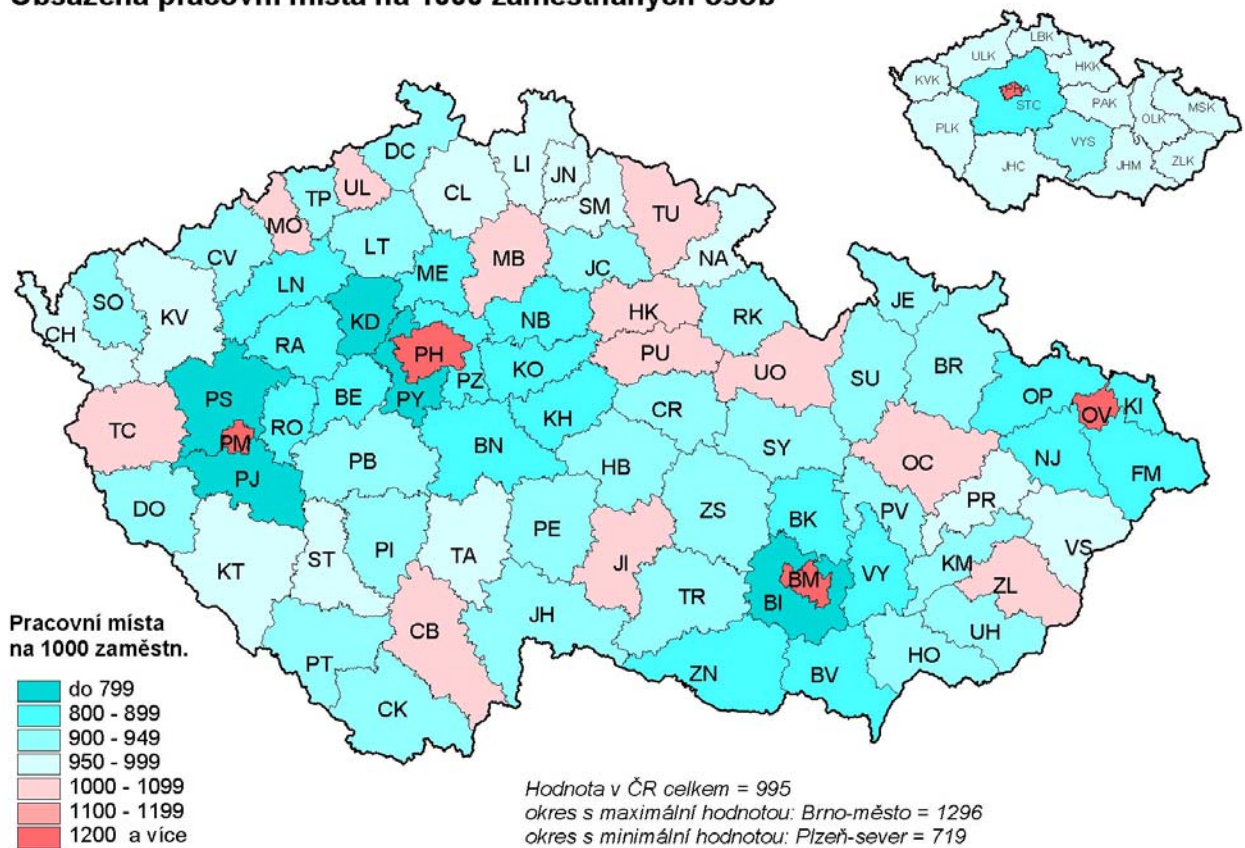 Obsazená pracovní místa na 1000 zaměstnaných osob
LBK
ULK
HKK
KVK
PHA
STC
PAK
MSK
OLK
PLK
VYS
ZLK
JHC
JHM
DC
LI
JN
UL
CL
TP
SM
TU
MO
LT
MB
NA
CV
ME
JC
LN
SO
JE
KV
HK
RK
KD
NB
CH
RA
PH
PU
BR
KO
UO
SU
PZ
PS
BE
PY
OP
KI
OV
CR
TC
RO
KH
PM
BN
SY
PB
HB
OC
NJ
FM
PJ
PR
DO
ZS
PV
BK
PE
PI
VS
TA
ST
JI
KM
KT
VY
BM
ZL
TR
BI
JH
CB
UH
HO
PT
ZN
BV
CK
Pracovní místa
na 1000 zaměstn.
do 799
800 - 899
900 - 949
950 - 999
1000 - 1099
1100 - 1199
1200 a více
Hodnota v ČR celkem = 995
okres s maximální hodnotou: Brno-město = 1296
okres s minimální hodnotou: Plzeň-sever = 719